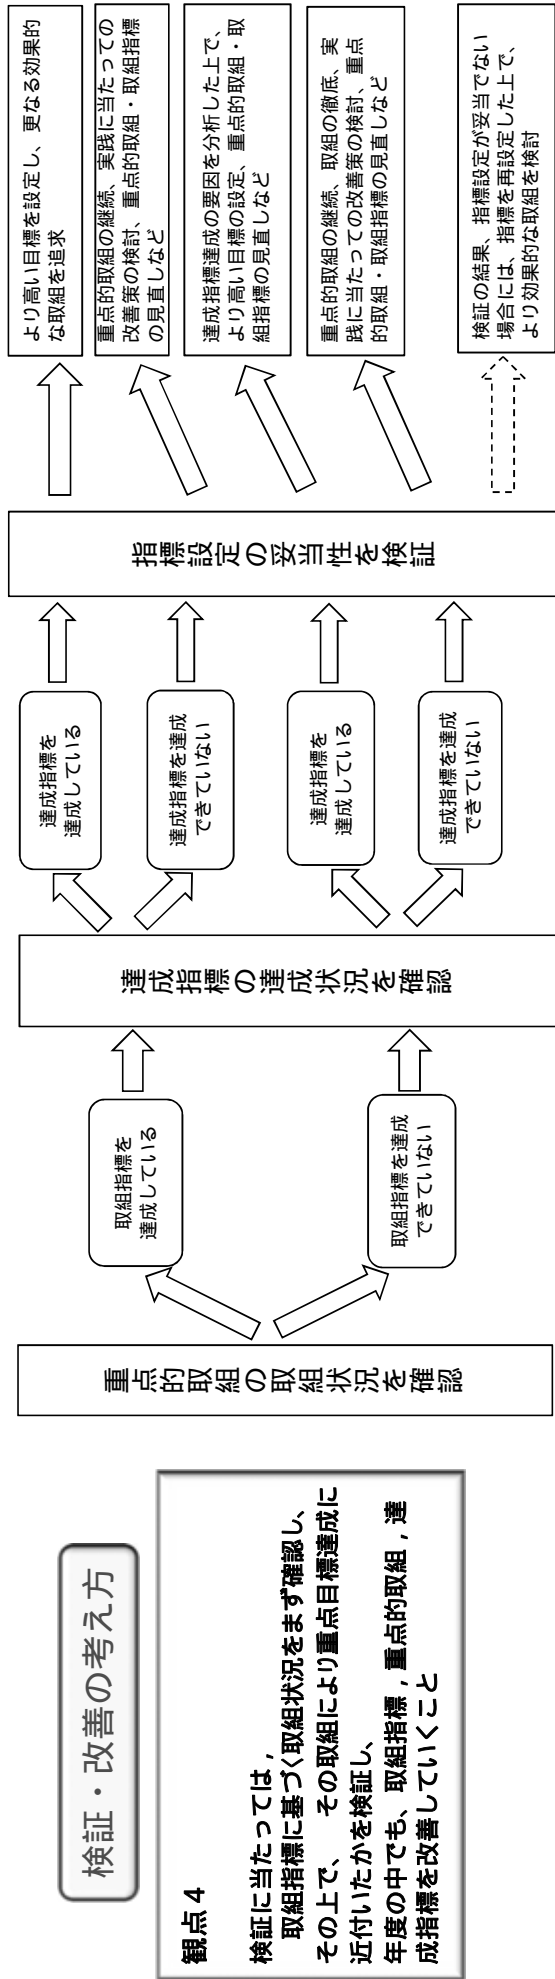 検証・改善の考え方
観点４
検証に当たっては，
取組指標に基づく取組状況をまず確認し、
その上で、　その取組により重点目標達成に
近付いたかを検証し、
年度の中でも、取組指標，重点的取組，達
成指標を改善していくこと
重点的取組の取組状況を確認
取組指標を
達成している
取組指標を達成
できていない
達成指標の達成状況を確認
達成指標を
達成している
達成指標を達成
できていない
達成指標を
達成している
達成指標を達成
できていない
指標設定の妥当性を検証
より高い目標を設定し、更なる効果的
な取組を追求
重点的取組の継続、実践に当たっての
改善策の検討、重点的取組・取組指標
の見直しなど
達成指標達成の要因を分析した上で、
より高い目標の設定、重点的取組・取
組指標の見直しなど
重点的取組の継続、取組の徹底、実
践に当たっての改善策の検討、重点
的取組・取組指標の見直しなど
検証の結果、指標設定が妥当でない
場合には、指標を再設定した上で、
より効果的な取組を検討